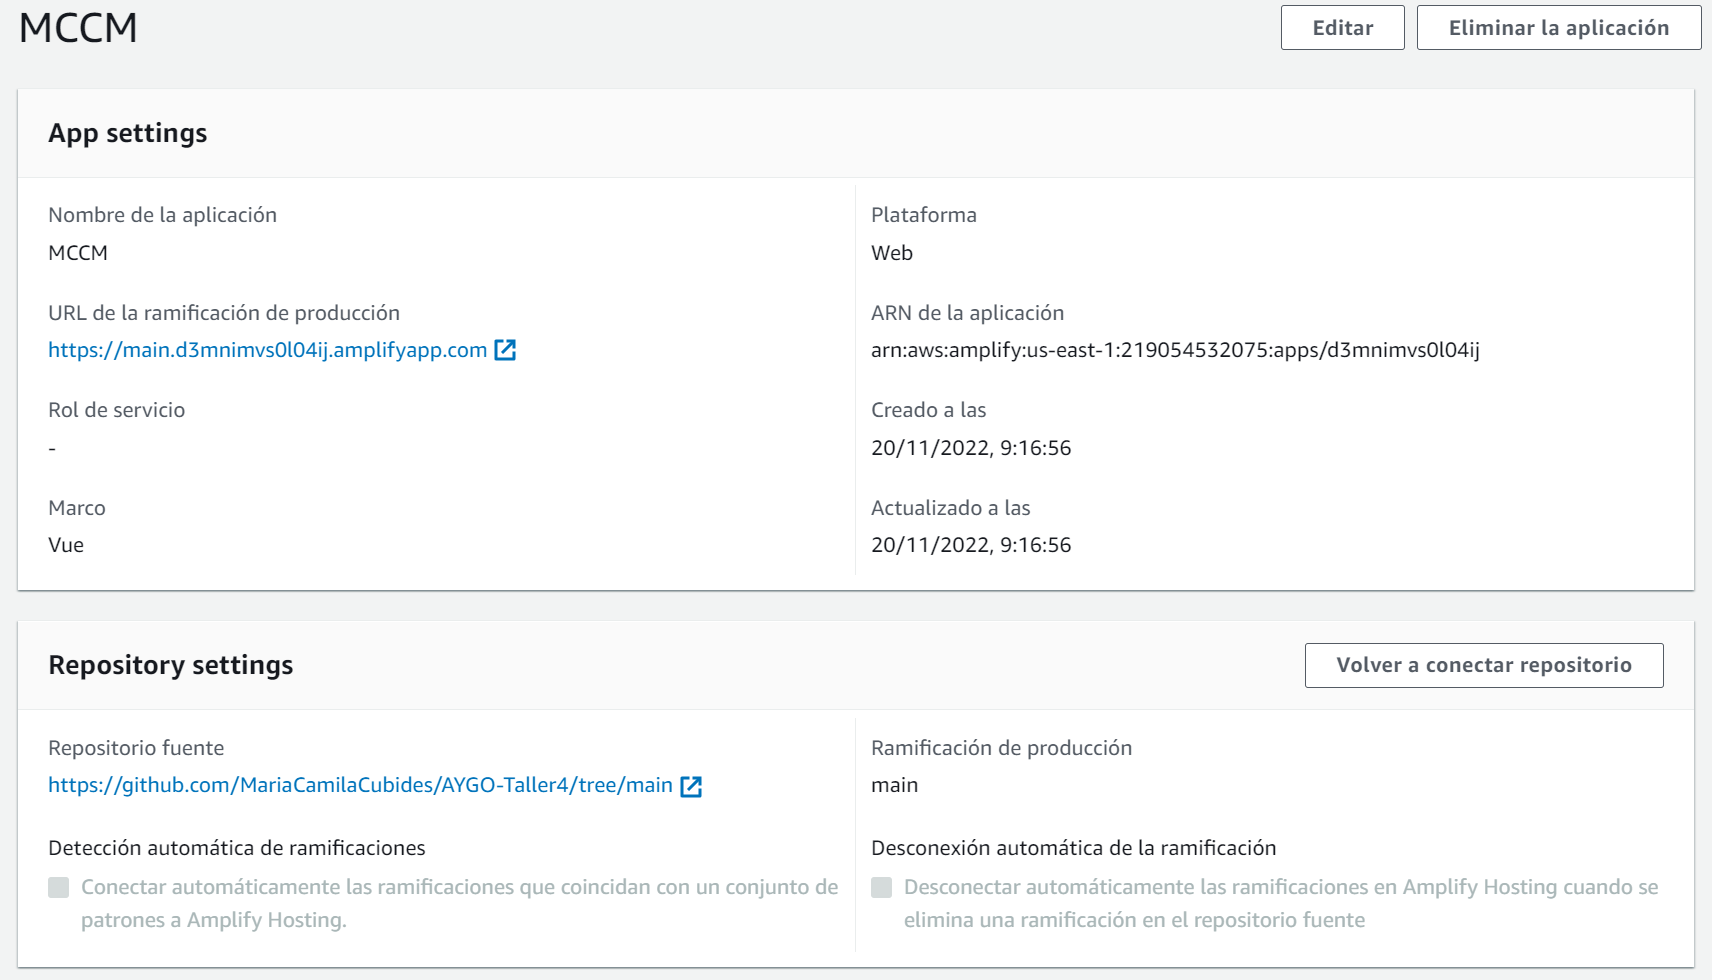 MCCM
Editar
Eliminar la aplicación
App settings
Nombre de la aplicación
MCCM
Plataforma
Web
URL de la ramificación de producción
https://main.d3mnimvs0l04ij.amplifyapp.com
ARN de la aplicación
arn:aws:amplify:us-east-1:219054532075:apps/d3mnimvs0l04ij
Rol de servicio
-
Creado a las
20/11/2022, 9:16:56
Marco
Vue
Actualizado a las
20/11/2022, 9:16:56
Repository settings
Volver a conectar repositorio
Repositorio fuente
https://github.com/MariaCamilaCubides/AYGO-Taller4/tree/main
Ramificación de producción
main
Detección automática de ramificaciones
Conectar automáticamente las ramificaciones que coincidan con un conjunto de
patrones a Amplify Hosting.
Desconexión automática de la ramificación
Desconectar automáticamente las ramificaciones en Amplify Hosting cuando se
elimina una ramificación en el repositorio fuente